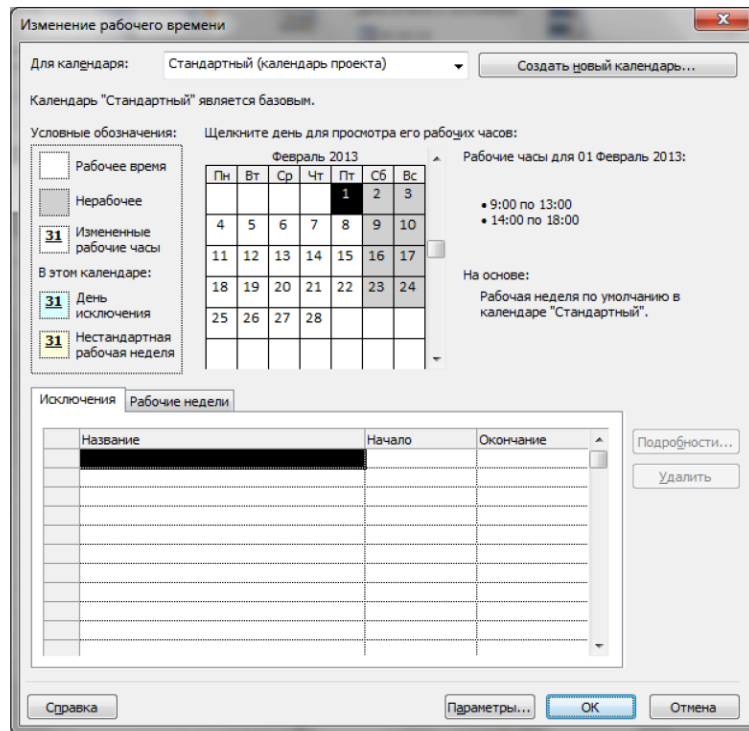 Изменение рабочего времени
Для календаря: Стандартный (календарь проекта) Создать новый календарь...
Календарь "Стандартный" является базовым.
Условные обозначения:
Рабочее время
Нерабочее
31 Измененные
рабочие часы
В этом календаре:
31 День
исключения
31 Нестандартная
рабочая неделя
Щелкните день для просмотра его рабочих часов:
Февраль 2013
Пн Вт Ср Чт Пт Сб Вс
1 2 3
4 5 6 7 8 9 10
11 12 13 14 15 16 17
18 19 20 21 22 23 24
25 26 27 28
Рабочие часы для 01 Февраль 2013:
• 9:00 по 13:00
• 14:00 по 18:00
На основе:
Рабочая неделя по умолчанию в
календаре "Стандартный".
Исключения Рабочие недели
Название Начало Окончание
Подробности...
Удалить
Справка Параметры... ОК Отмена